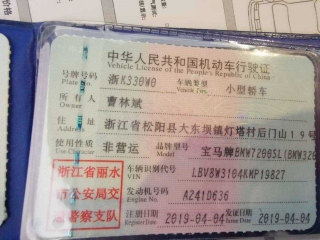 中华人民共和国机动车行驶证
Vehicle License of the People's Republic of China
号牌号码 浙K330W0 车辆类型 小型轿车
Plate No. Vehicle Type
所有人 曹林斌
Owner
住址 浙江省松阳县大东坝镇灯塔村后门山19号
Address
使用性质 非营运 品牌型号 宝马牌BMW7200SL(BMW320
Use Character
浙江省丽水 车辆识别代号 LBV8W3104KMP19827
市公安局交 发动机号码 A241D636
通警察支队 Engine No.
注册日期 2019-04-04 发证日期 2019-04-04
Register Date Issue Date